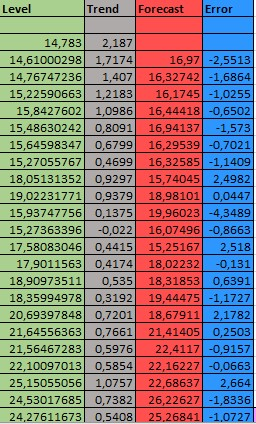 Level Trend Forecast Error
14,783 2,187
14,61000298 1,7174 16,97 -2,5513
14,76747236 1,407 16,32742 -1,6864
15,22590663 1,2183 16,1745 -1,0255
15,8427602 1,0986 16,44418 -0,6502
15,48630242 0,8091 16,94137 -1,573
15,64598347 0,6799 16,29539 -0,7021
15,27055767 0,4699 16,32585 -1,1409
18,05131352 0,9297 15,74045 2,4982
19,02231771 0,9379 18,98101 0,0447
15,93747756 0,1375 19,96023 -4,3489
15,27363396 -0,022 16,07496 -0,8663
17,58083046 0,4415 15,25167 2,518
17,9011563 0,4174 18,02232 -0,131
18,90973511 0,535 18,31853 0,6391
18,35994978 0,3192 19,44475 -1,1727
20,69397848 0,7201 18,67911 2,1782
21,64556363 0,7661 21,41405 0,2503
21,56467283 0,5976 22,4117 -0,9157
22,10097013 0,5854 22,16227 -0,0663
25,15055056 1,0757 22,68637 2,664
24,53017685 0,7382 26,22627 -1,8336
24,27611673 0,5408 25,26841 -1,0727